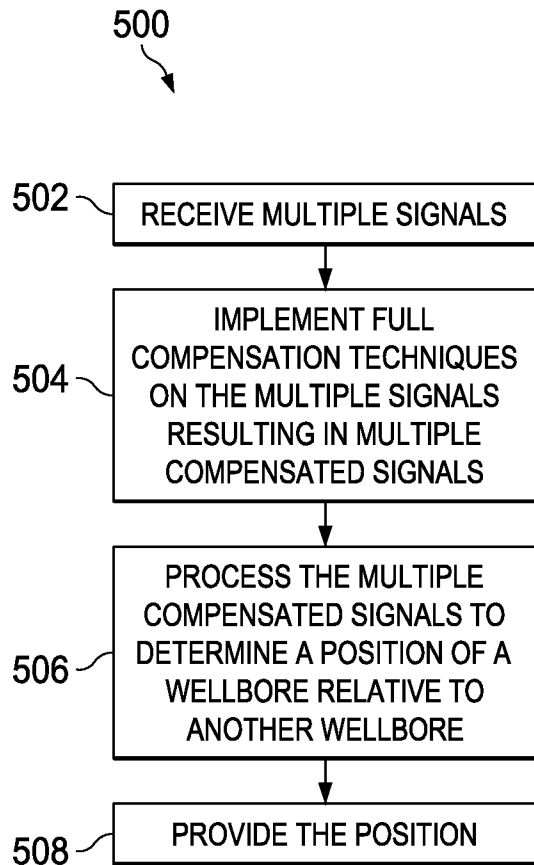 500
502
RECEIVE MULTIPLE SIGNALS
504
IMPLEMENT FULL
COMPENSATION TECHNIQUES
ON THE MULTIPLE SIGNALS
RESULTING IN MULTIPLE
COMPENSATED SIGNALS
506
PROCESS THE MULTIPLE
COMPENSATED SIGNALS TO
DETERMINE A POSITION OF A
WELLBORE RELATIVE TO
ANOTHER WELLBORE
508
PROVIDE THE POSITION